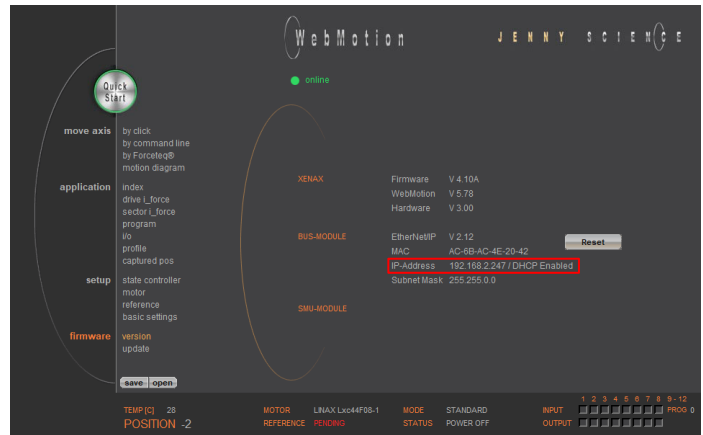 WebMotion
JENNY SCIENCE
online
Quick
Start
move axis
by click
by command line
by Forceteq®
motion diagram
application
index
drive i_force
sector i_force
program
i/o
profile
captured pos
setup
state controller
motor
reference
basic settings
firmware
version
update
save open
XENAX
Firmware V 4.10A
WebMotion V 5.78
Hardware V 3.00
BUS-MODULE
EtherNet/IP V 2.12
Reset
MAC AC-6B-AC-4E-20-42
IP-Address 192.168.2.247 / DHCP Enabled
Subnet Mask 255.255.0.0
SMU-MODULE
1 2 3 4 5 6 7 8 9-12
TEMP [C] 28 MOTOR LINAX Lxc44F08-1 MODE STANDARD INPUT PROG 0
POSITION -2 REFERENCE PENDING STATUS POWER OFF OUTPUT